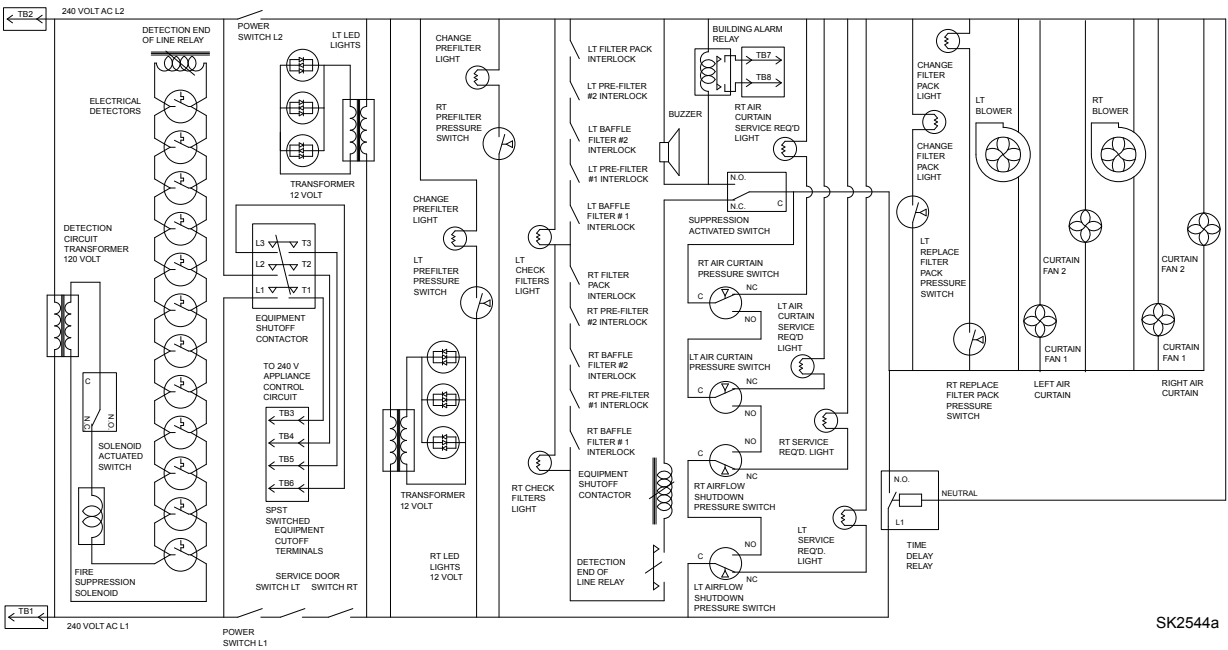 TB2
240 VOLT AC L2
POWER
SWITCH L2
DETECTION END
OF LINE RELAY
ELECTRICAL
DETECTORS
LT LED
LIGHTS
TRANSFORMER
12 VOLT
DETECTION
CIRCUIT
TRANSFORMER
120 VOLT
L3
T3
L2
T2
L1
T1
EQUIPMENT
SHUTOFF
CONTACTOR
TO 240 V
APPLIANCE
CONTROL
CIRCUIT
TB3
TB4
TB5
TB6
SPST
SWITCHED
EQUIPMENT
CUTOFF
TERMINALS
C
N.C.
N.O.
SOLENOID
ACTUATED
SWITCH
FIRE
SUPPRESSION
SOLENOID
SERVICE DOOR
SWITCH LT
SWITCH RT
TB1
240 VOLT AC L1
POWER
SWITCH L1
CHANGE
PREFILTER
LIGHT
RT
PREFILTER
PRESSURE
SWITCH
CHANGE
PREFILTER
LIGHT
LT
PREFILTER
PRESSURE
SWITCH
TRANSFORMER
12 VOLT
RT LED
LIGHTS
12 VOLT
LT
CHECK
FILTERS
LIGHT
RT CHECK
FILTERS
LIGHT
LT FILTER PACK
INTERLOCK
LT PRE-FILTER
#2 INTERLOCK
LT BAFFLE
FILTER #2
INTERLOCK
LT PRE-FILTER
#1 INTERLOCK
LT BAFFLE
FILTER # 1
INTERLOCK
RT FILTER
PACK
INTERLOCK
RT PRE-FILTER
#2 INTERLOCK
RT BAFFLE
FILTER #2
INTERLOCK
RT PRE-FILTER
#1 INTERLOCK
RT BAFFLE
FILTER # 1
INTERLOCK
EQUIPMENT
SHUTOFF
CONTACTOR
DETECTION
END OF
LINE RELAY
BUILDING ALARM
RELAY
TB7
TB8
BUZZER
RT AIR
CURTAIN
SERVICE REQ'D
LIGHT
N.O.
N.C.
C
SUPPRESSION
ACTIVATED SWITCH
RT AIR CURTAIN
PRESSURE SWITCH
C
NC
NO
LT AIR
CURTAIN
SERVICE
REQ'D
LIGHT
LT AIR CURTAIN
PRESSURE SWITCH
C
NC
NO
RT SERVICE
REQ'D. LIGHT
NO
C
NC
RT AIRFLOW
SHUTDOWN
PRESSURE SWITCH
LT
SERVICE
REQ'D.
LIGHT
NO
C
NC
LT AIRFLOW
SHUTDOWN
PRESSURE SWITCH
CHANGE
FILTER
PACK
LIGHT
CHANGE
FILTER
PACK
LIGHT
LT
REPLACE
FILTER
PACK
PRESSURE
SWITCH
RT REPLACE
FILTER PACK
PRESSURE
SWITCH
LT
BLOWER
RT
BLOWER
CURTAIN
FAN 2
CURTAIN
FAN 1
LEFT AIR
CURTAIN
CURTAIN
FAN 2
CURTAIN
FAN 1
RIGHT AIR
CURTAIN
N.O.
L1
NEUTRAL
TIME
DELAY
RELAY
SK2544a